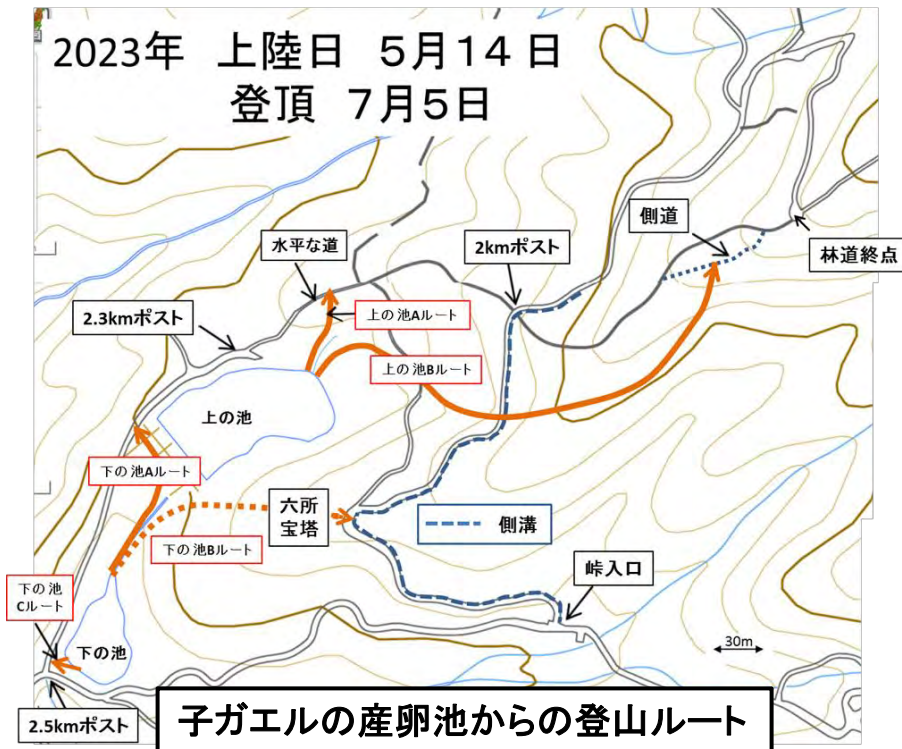 2023年 上陸日 5月14日
登頂 7月5日
側道
水平な道
2kmポスト
林道終点
2.3kmポスト
上の池Aルート
上の池Bルート
上の池
下の池Aルート
六所
宝塔
側溝
下の池Bルート
峠入口
下の池
Cルート
下の池
30m
2.5kmポスト
子ガエルの産卵池からの登山ルート